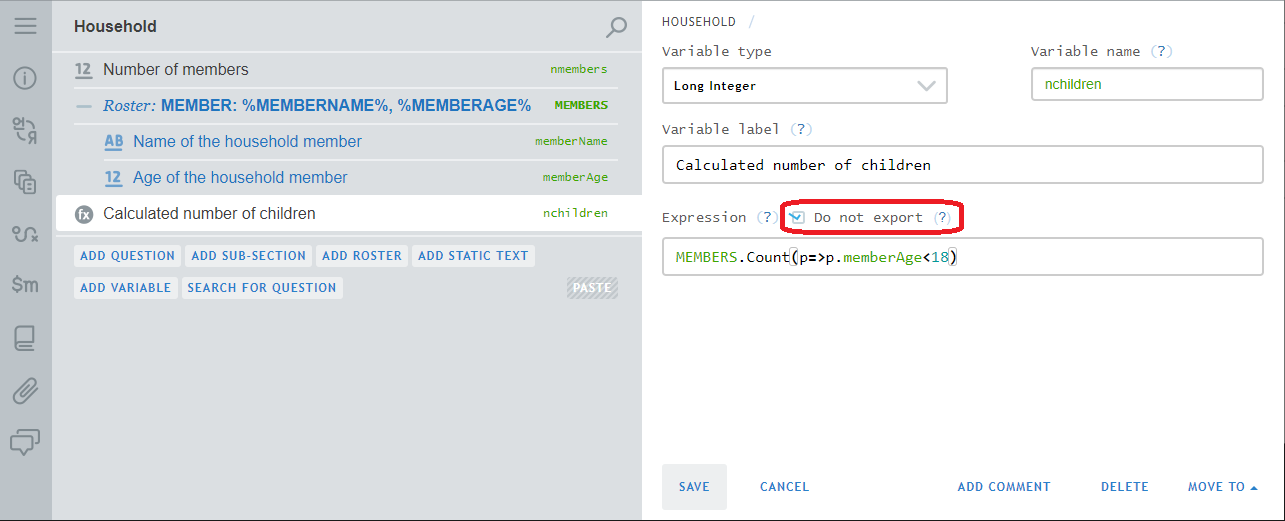 Household
12 Number of members nmembers
Roster: MEMBER: %MEMBERNAME%, %MEMBERAGE% MEMBERS
AB Name of the household member memberName
12 Age of the household member memberAge
fx Calculated number of children nchildren
ADD QUESTION ADD SUB-SECTION ADD ROSTER ADD STATIC TEXT
ADD VARIABLE SEARCH FOR QUESTION PASTE
$m
HOUSEHOLD /
Variable type Variable name (?)
Long Integer nchildren
Variable label (?)
Calculated number of children
Expression (?) Do not export (?)
MEMBERS.Count(p=>p.memberAge<18)
SAVE CANCEL ADD COMMENT DELETE MOVE TO